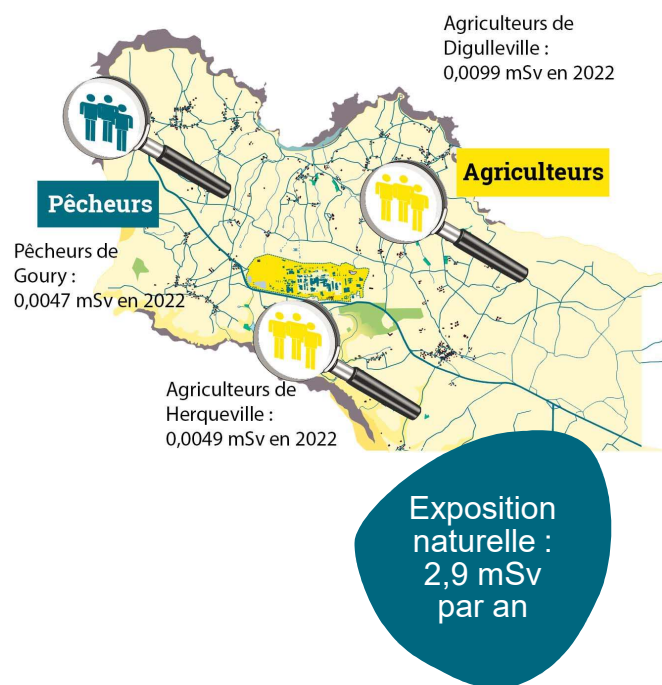 Agriculteurs de
Digulleville :
0,0099 mSv en 2022
Agriculteurs
Pêcheurs
Pêcheurs de
Goury :
0,0047 mSv en 2022
Agriculteurs de
Herqueville :
0,0049 mSv en 2022
Exposition
naturelle :
2,9 mSv
par an